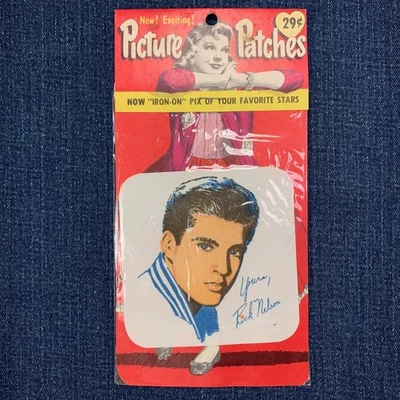 New! Exciting!
29¢
Picture Patches
NOW "IRON-ON" PIX OF YOUR FAVORITE STARS
Yours,
Rick Nelson